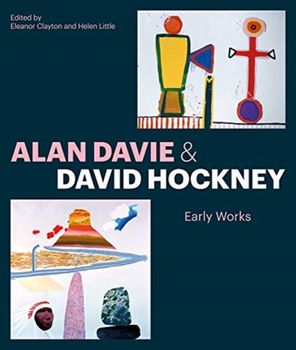 Edited by
Eleanor Clayton and Helen Little
ALAN DAVIE &
DAVID HOCKNEY
Early Works